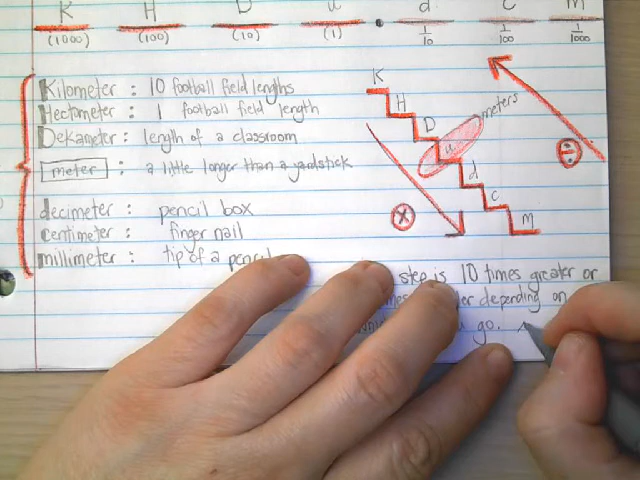 K H D u . d c m
(1000) (100) (10) (1) 1/10 1/100 1/1000
Kilometer : 10 football field lengths
Hectometer : 1 football field length
DeKameter : length of a classroom
meter : a little longer than a yardstick
decimeter : pencil box
centimeter : finger nail
millimeter : tip of a pencil
K
H
D
u
meters
d
c
M
x
÷
step is 10 times greater or
depending on
go.